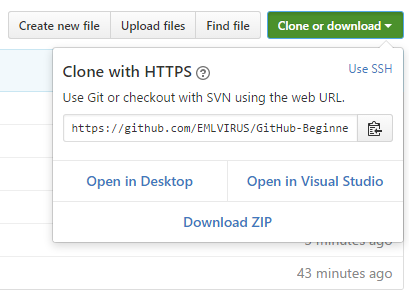 Create new file Upload files Find file Clone or download
Clone with HTTPS ? Use SSH
Use Git or checkout with SVN using the web URL.
https://github.com/EMLVIRUS/GitHub-Beginne
Open in Desktop Open in Visual Studio
Download ZIP
minutes ago
43 minutes ago